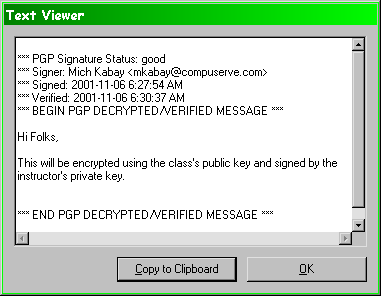 Text Viewer
*** PGP Signature Status: good
*** Signer: Mich Kabay <mkabay@compuserve.com>
*** Signed: 2001-11-06 6:27:54 AM
*** Verified: 2001-11-06 6:30:37 AM
*** BEGIN PGP DECRYPTED/VERIFIED MESSAGE ***
Hi Folks,
This will be encrypted using the class's public key and signed by the
instructor's private key.
*** END PGP DECRYPTED/VERIFIED MESSAGE ***
Copy to Clipboard
OK